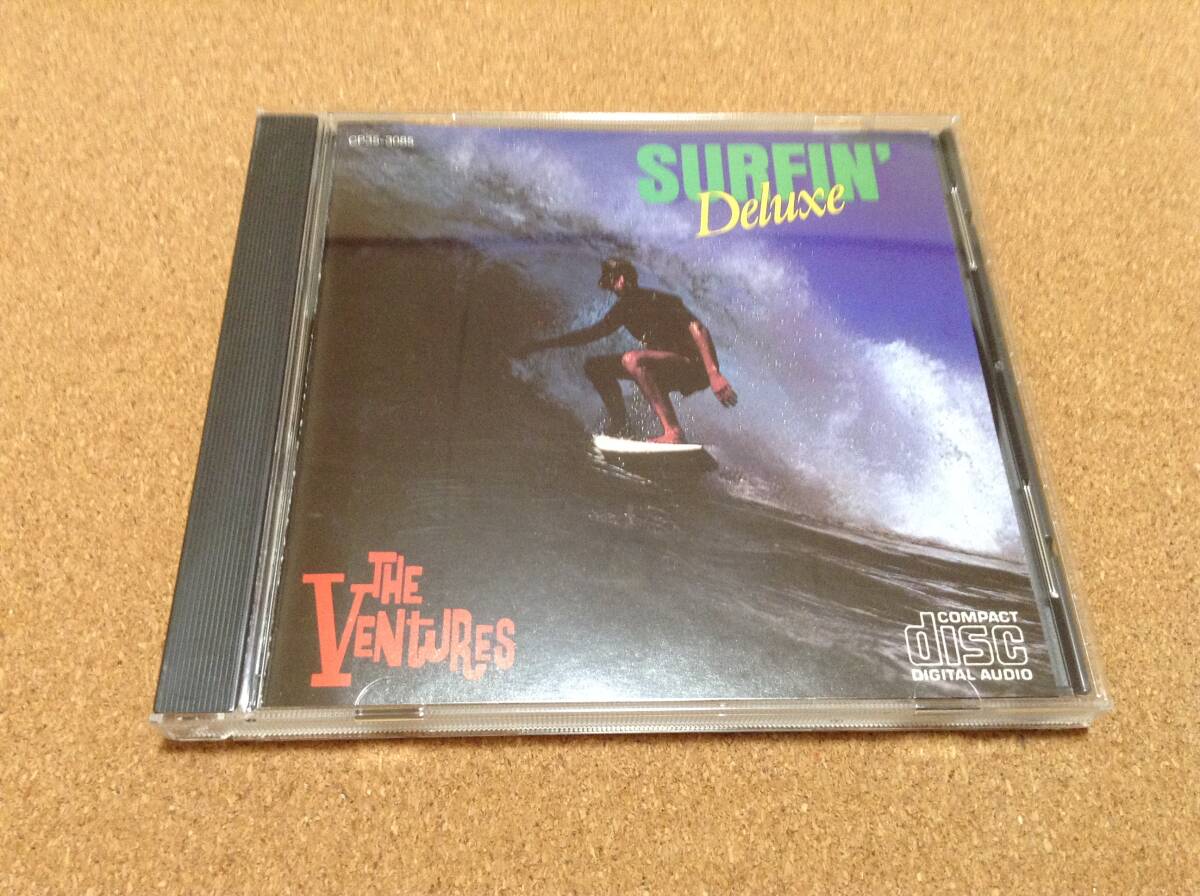 CP35-3085
SURFIN'
Deluxe
THE
VENTURES
COMPACT
disc
DIGITAL AUDIO